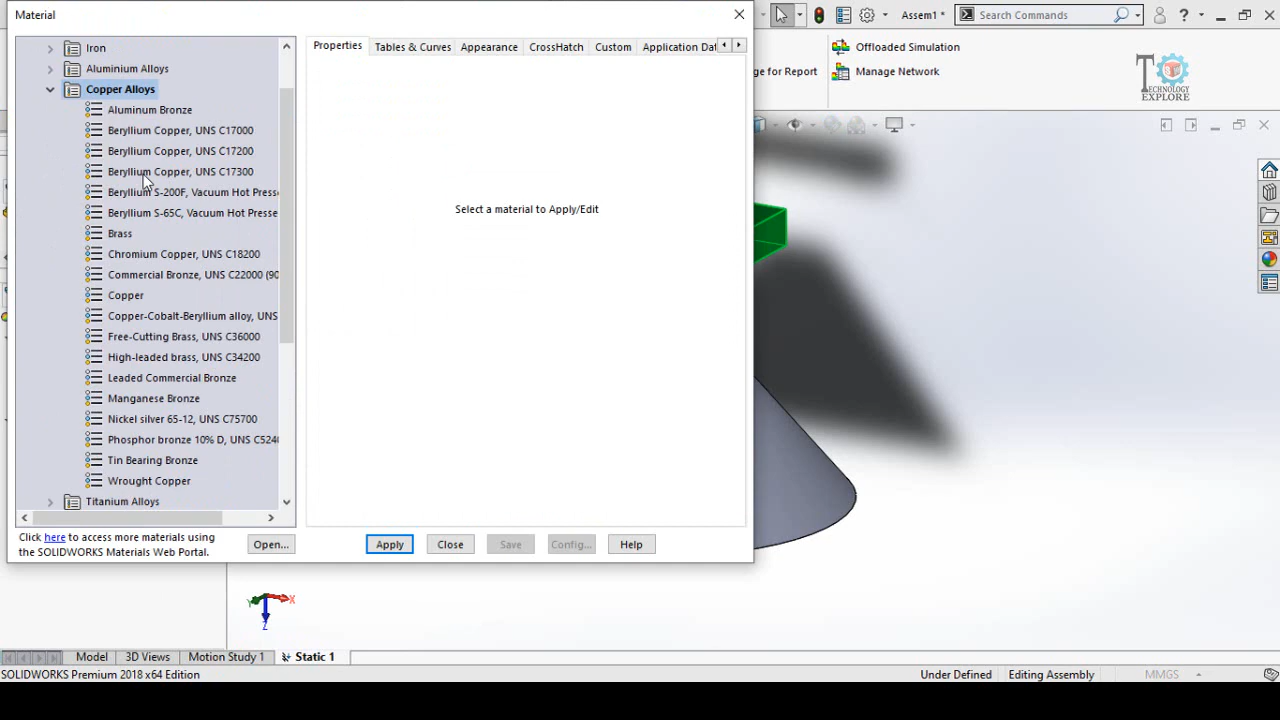 Material
Assem1 *
Search Commands
?
Iron
Aluminium Alloys
Copper Alloys
Aluminum Bronze
Beryllium Copper, UNS C17000
Beryllium Copper, UNS C17200
Beryllium Copper, UNS C17300
Beryllium S-200F, Vacuum Hot Presse
Beryllium S-65C, Vacuum Hot Presse
Brass
Chromium Copper, UNS C18200
Commercial Bronze, UNS C22000 (90
Copper
Copper-Cobalt-Beryllium alloy, UNS
Free-Cutting Brass, UNS C36000
High-leaded brass, UNS C34200
Leaded Commercial Bronze
Manganese Bronze
Nickel silver 65-12, UNS C75700
Phosphor bronze 10% D, UNS C5240
Tin Bearing Bronze
Wrought Copper
Titanium Alloys
Click here to access more materials using
the SOLIDWORKS Materials Web Portal.
Open...
Properties Tables & Curves Appearance CrossHatch Custom Application Dat
Select a material to Apply/Edit
Apply Close Save Config... Help
Offloaded Simulation
ge for Report
Manage Network
TECHNOLOGY
EXPLORE
Y X
Z
Model 3D Views Motion Study 1 Static 1
SOLIDWORKS Premium 2018 x64 Edition
Under Defined Editing Assembly MMGS